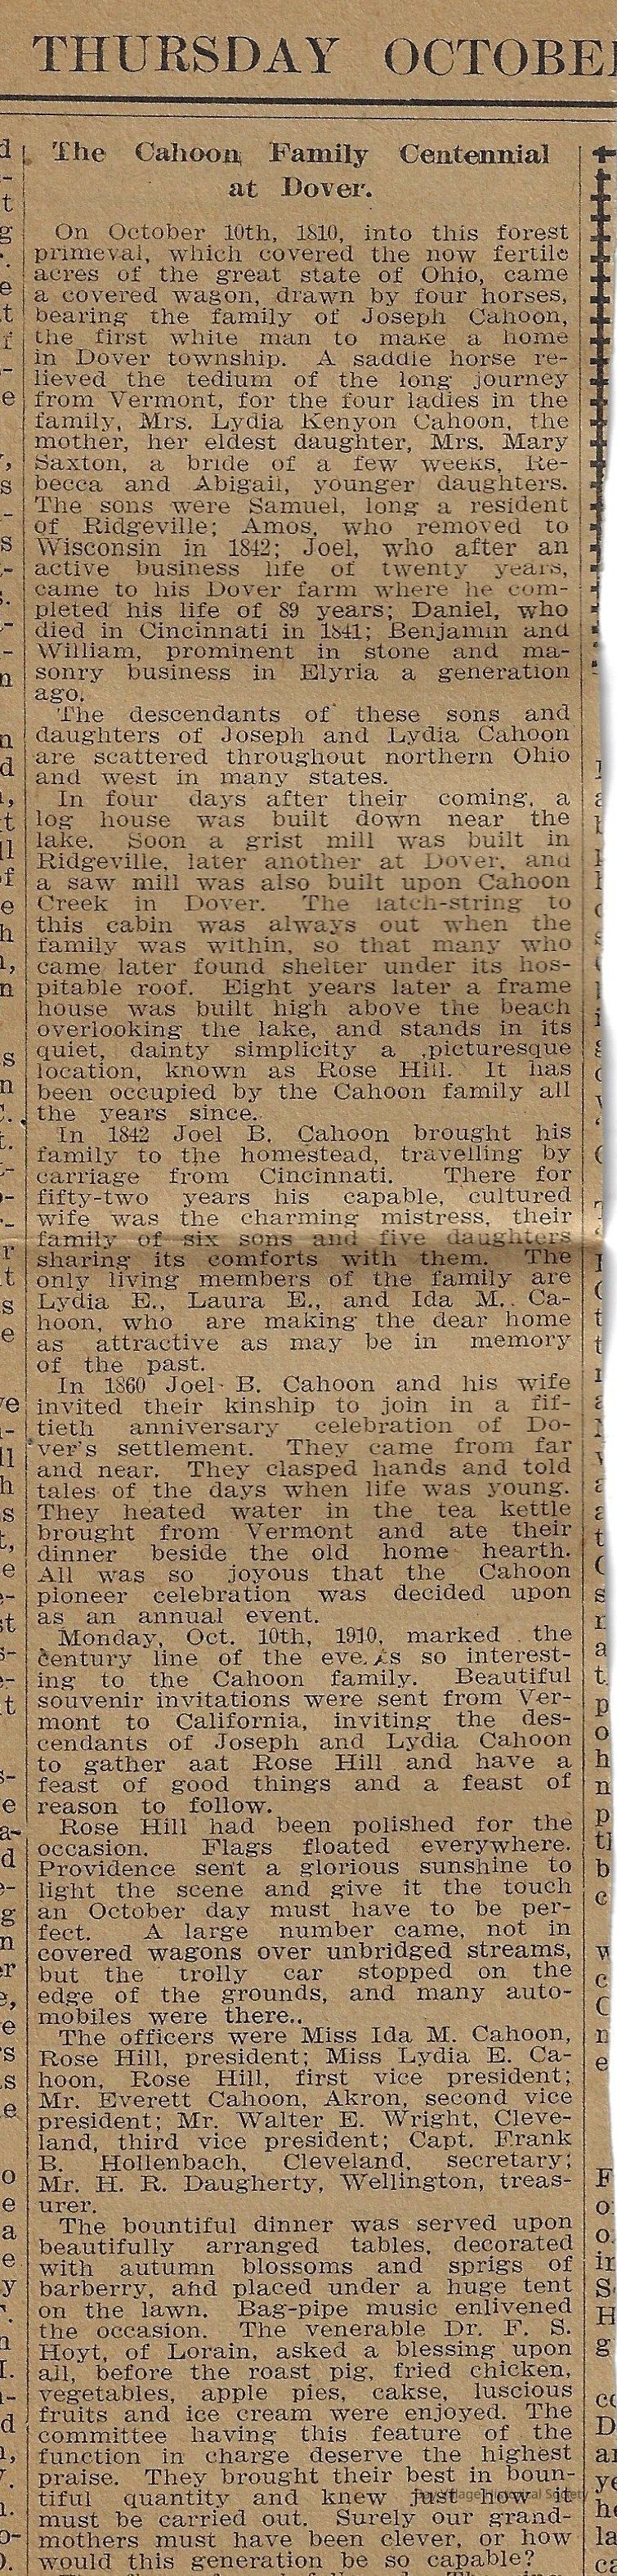 THURSDAY OCTOBER
The Cahoon Family Centennial
at Dover.
On October 10th, 1810, into this forest
primeval, which covered the now fertile
acres of the great state of Ohio, came
a covered wagon, drawn by four horses,
bearing the family of Joseph Cahoon,
the first white man to make a home
in Dover township. A saddle horse re-
lieved the tedium of the long journey
from Vermont, for the four ladies in the
family, Mrs. Lydia Kenyon Cahoon, the
mother, her eldest daughter, Mrs. Mary
Saxton, a bride of a few weeks, Re-
becca and Abigail, younger daughters.
The sons were Samuel, long a resident
of Ridgeville; Amos, who removed to
Wisconsin in 1842; Joel, who after an
active business life of twenty years,
came to his Dover farm where he com-
pleted his life of 89 years; Daniel, who
died in Cincinnati in 1841; Benjamin and
William, prominent in stone and ma-
sonry business in Elyria a generation
ago.
The descendants of these sons and
daughters of Joseph and Lydia Cahoon
are scattered throughout northern Ohio
and west in many states.
In four days after their coming, a
log house was built down near the
lake. Soon a grist mill was built in
Ridgeville, later another at Dover, and
a saw mill was also built upon Cahoon
Creek in Dover. The latch-string to
this cabin was always out when the
family was within, so that many who
came later found shelter under its hos-
pitable roof. Eight years later a frame
house was built high above the beach
overlooking the lake, and stands in its
quiet, dainty simplicity a ,picturesque
location, known as Rose Hill. It has
been occupied by the Cahoon family all
the years since.
In 1842 Joel B. Cahoon brought his
family to the homestead, travelling by
carriage from Cincinnati. There for
fifty-two years his capable, cultured
wife was the charming mistress, their
family of six sons and five daughters
sharing its comforts with them. The
only living members of the family are
Lydia E., Laura E., and Ida M.. Ca-
hoon, who are making the dear home
as attractive as may be in memory
of the past.
In 1860 Joel B. Cahoon and his wife
invited their kinship to join in a fif-
tieth anniversary celebration of Do-
ver's settlement. They came from far
and near. They clasped hands and told
tales of the days when life was young.
They heated water in the tea kettle
brought from Vermont and ate their
dinner beside the old home hearth.
All was so joyous that the Cahoon
pioneer celebration was decided upon
as an annual event.
Monday, Oct. 10th, 1910, marked the
century line of the so interest-
ing to the Cahoon family. Beautiful
souvenir invitations were sent from Ver-
mont to California, inviting the des-
cendants of Joseph and Lydia Cahoon
to gather aat Rose Hill and have a
feast of good things and a feast of
reason to follow.
Rose Hill had been polished for the
occasion. Flags floated everywhere.
Providence sent a glorious sunshine to
light the scene and give it the touch
an October day must have to be per-
fect. A large number came, not in
covered wagons over unbridged streams,
but the trolly car stopped on the
edge of the grounds, and many auto-
mobiles were there..
The officers were Miss Ida M. Cahoon,
Rose Hill, president; Miss Lydia E. Ca-
hoon, Rose Hill, first vice president;
Mr. Everett Cahoon, Akron, second vice
president; Mr. Walter E. Wright, Cleve-
land, third vice president; Capt. Frank
B. Hollenbach, Cleveland, secretary;
Mr. H. R. Daugherty, Wellington, treas-
urer.
The bountiful dinner was served upon
beautifully arranged tables, decorated
with autumn blossoms and sprigs of
barberry, and placed under a huge tent
on the lawn. Bag-pipe music enlivened
the occasion. The venerable Dr. F. S.
Hoyt, of Lorain, asked a blessing upon
all, before the roast pig, fried chicken,
vegetables, apple pies, cakse, luscious
fruits and ice cream were enjoyed. The
committee having this feature of the
function in charge deserve the highest
praise. They brought their best in boun-
tiful quantity and knew just how it
must be carried out. Surely our grand-
mothers must have been clever, or how
would this generation be so capable?